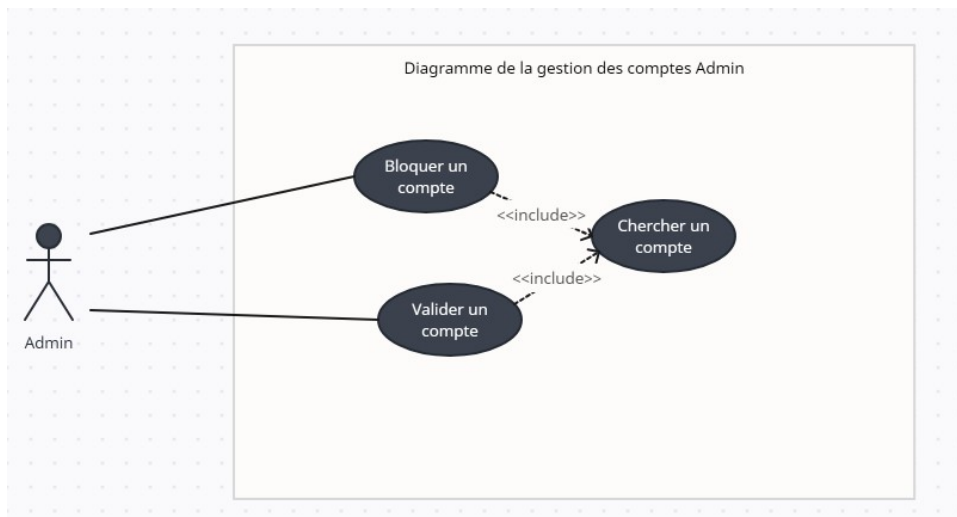 Diagramme de la gestion des comptes Admin
Bloquer un
compte
<<include>>
Chercher un
compte
<<include>>
Valider un
compte
Admin